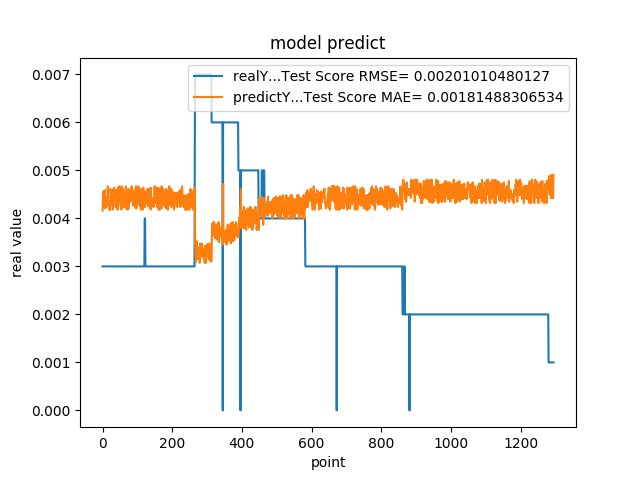 model predict
realY...Test Score RMSE= 0.00201010480127
predictY...Test Score MAE= 0.00181488306534
real value
0.007
0.006
0.005
0.004
0.003
0.002
0.001
0.000
0 200 400 600 800 1000 1200
point